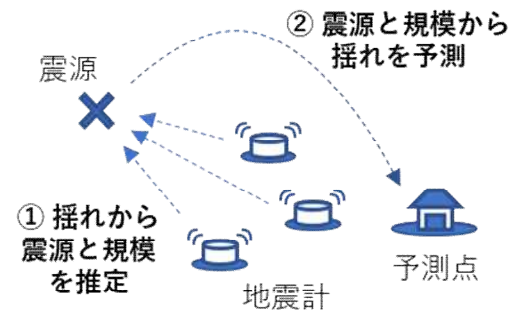 ② 震源と規模から
揺れを予測
震源
① 揺れから
震源と規模
を推定
地震計
予測点